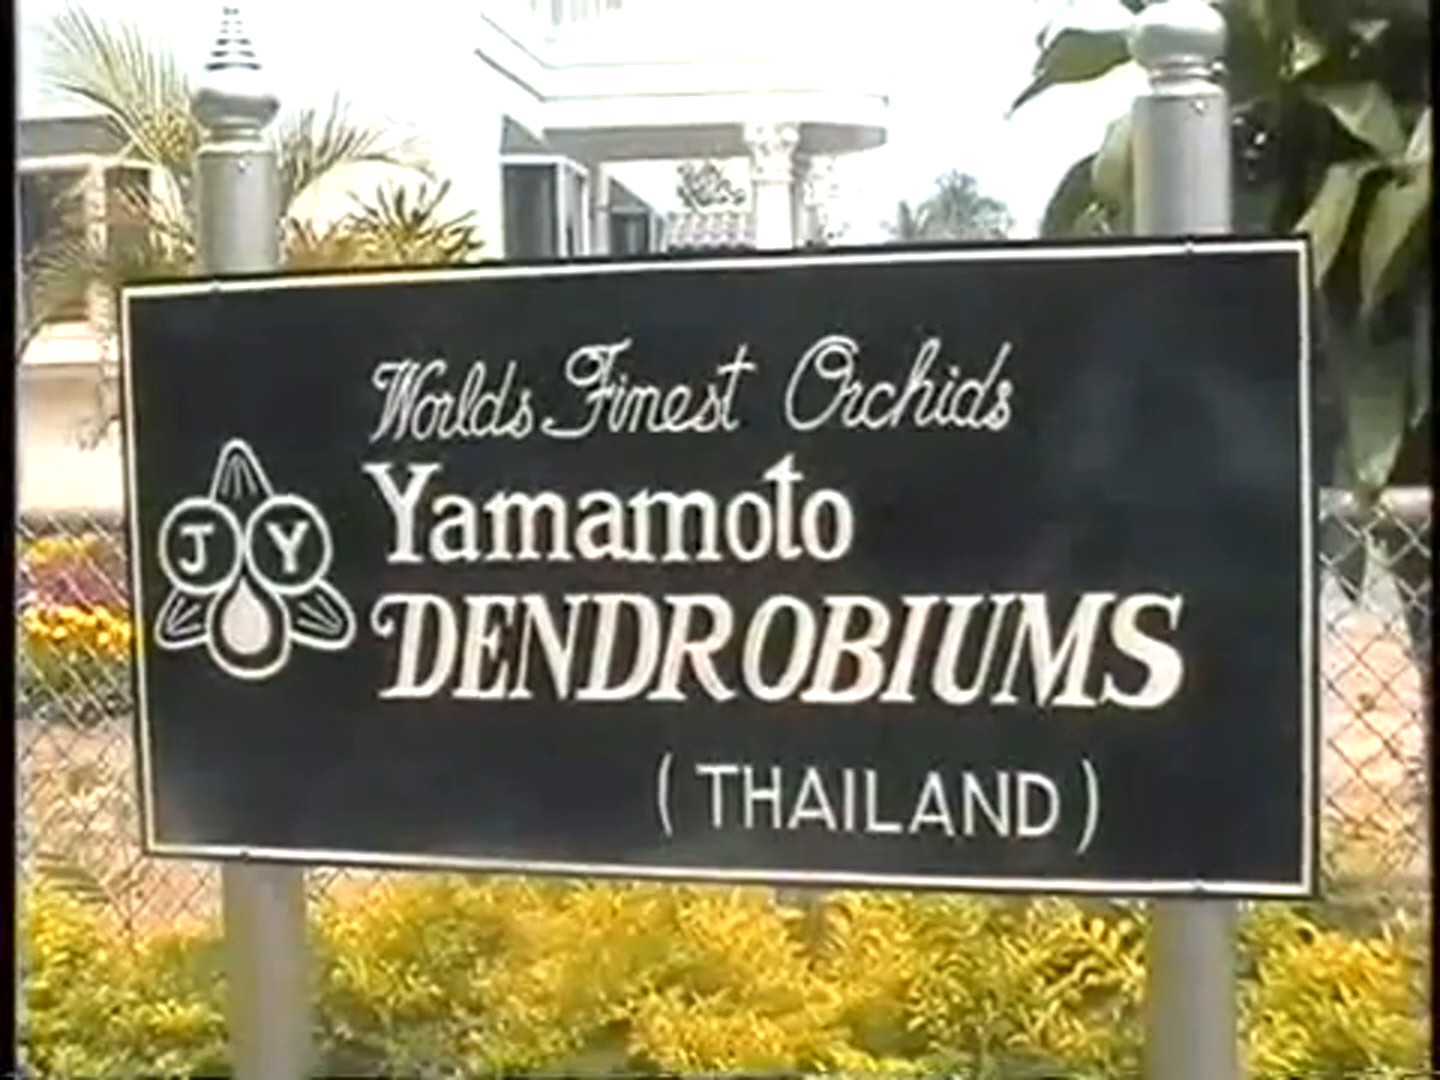 Worlds Finest Orchids
J Y
Yamamoto
DENDROBIUMS
(THAILAND)